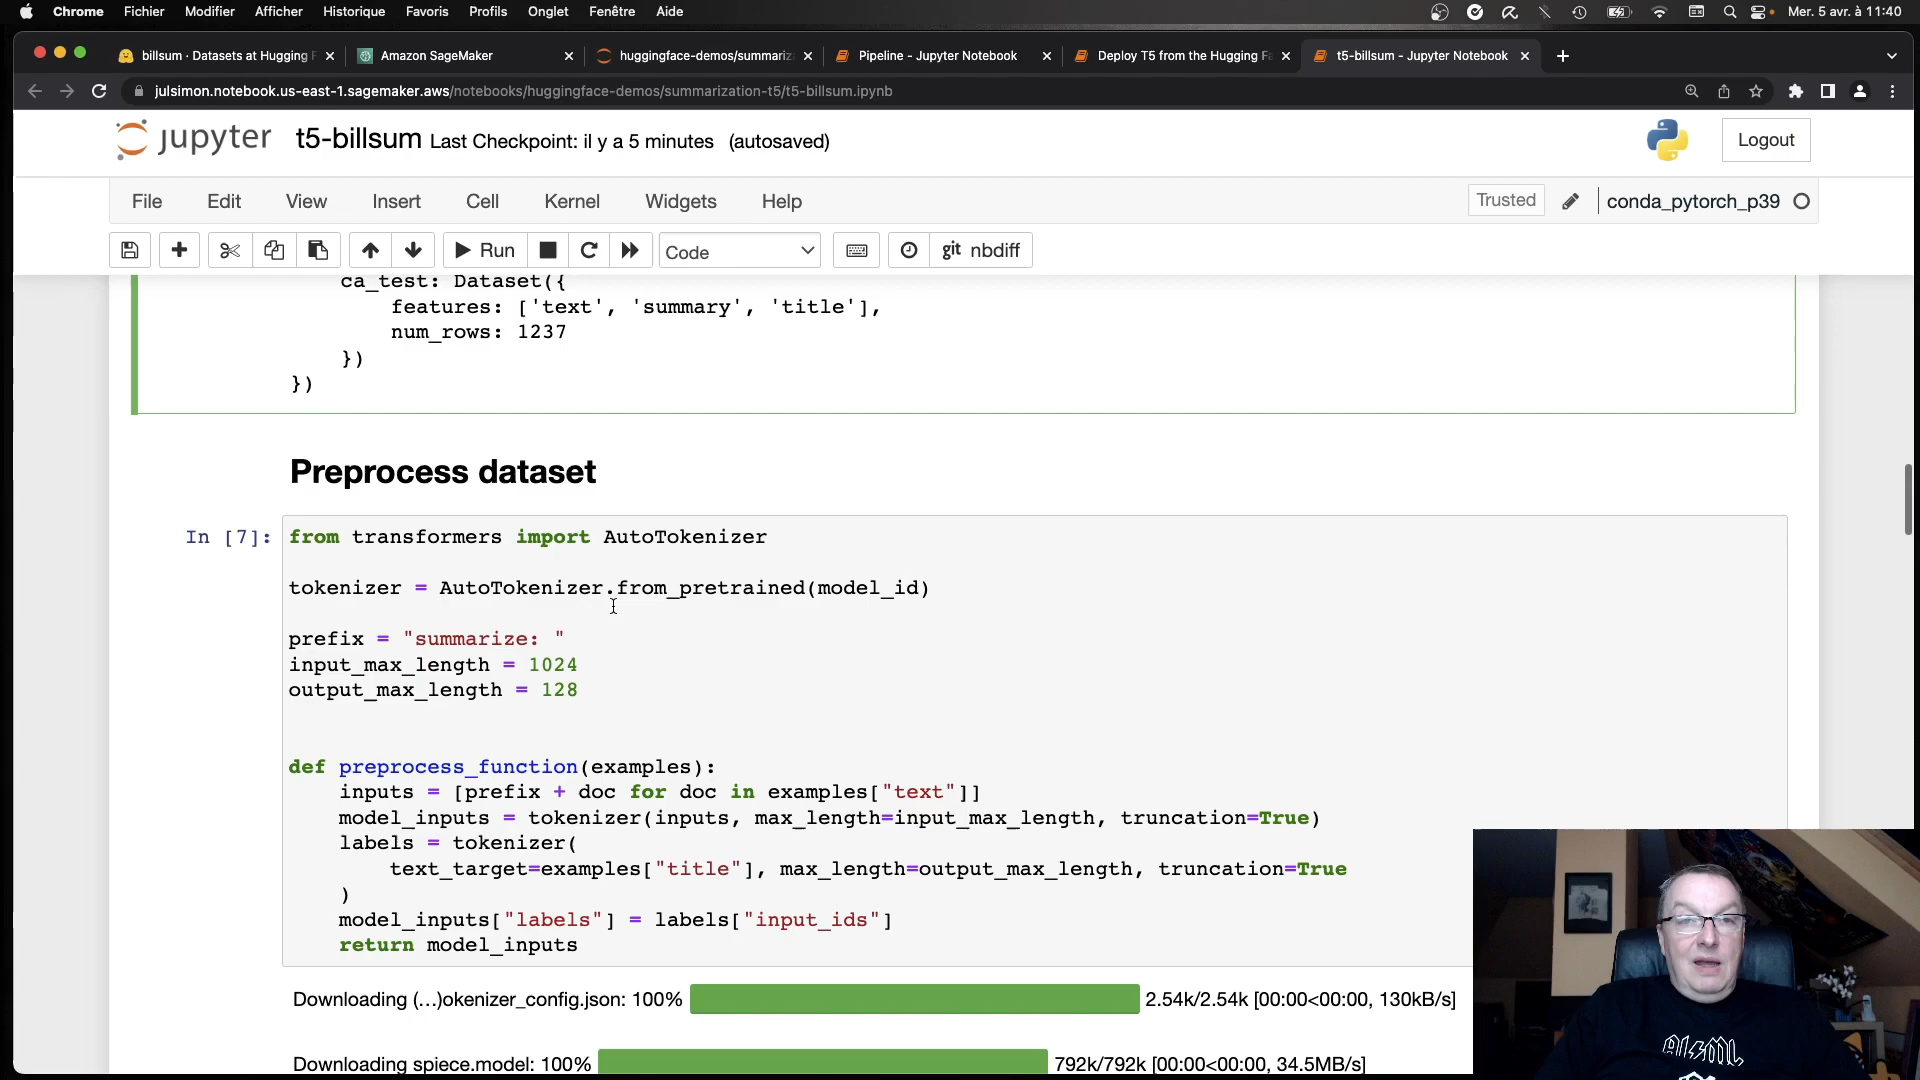 Chrome Fichier Modifier Afficher Historique Favoris Profils Onglet Fenêtre Aide Mer. 5 avr. à 11:40
billsum · Datasets at Hugging F Amazon SageMaker huggingface-demos/summariz Pipeline - Jupyter Notebook Deploy T5 from the Hugging Fa t5-billsum - Jupyter Notebook
julsimon.notebook.us-east-1.sagemaker.aws/notebooks/huggingface-demos/summarization-t5/t5-billsum.ipynb
jupyter t5-billsum Last Checkpoint: il y a 5 minutes (autosaved) Logout
File Edit View Insert Cell Kernel Widgets Help Trusted conda_pytorch_p39
Run Code git nbdiff
ca_test: Dataset({
features: ['text', 'summary', 'title'],
num_rows: 1237
})
})
Preprocess dataset
In [7]: from transformers import AutoTokenizer
tokenizer = AutoTokenizer.from_pretrained(model_id)
prefix = "summarize: "
input_max_length = 1024
output_max_length = 128
def preprocess_function(examples):
inputs = [prefix + doc for doc in examples["text"]]
model_inputs = tokenizer(inputs, max_length=input_max_length, truncation=True)
labels = tokenizer(
text_target=examples["title"], max_length=output_max_length, truncation=True
)
model_inputs["labels"] = labels["input_ids"]
return model_inputs
Downloading (…)okenizer_config.json: 100% 2.54k/2.54k [00:00<00:00, 130kB/s]
Downloading spiece.model: 100% 792k/792k [00:00<00:00, 34.5MB/s]